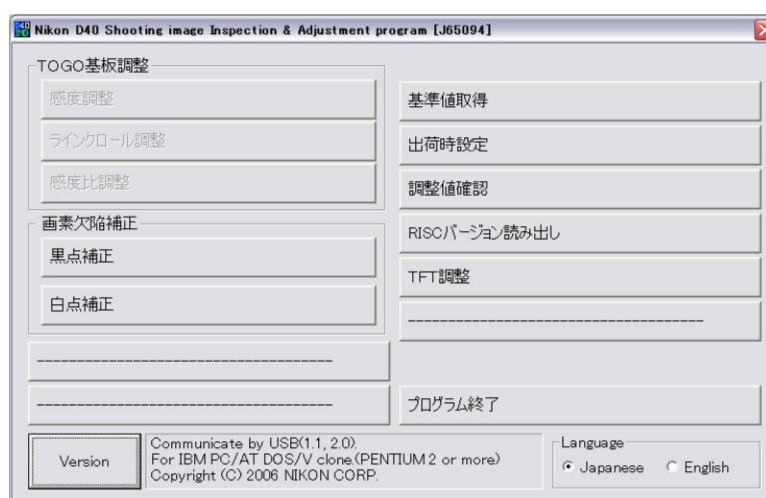 Nikon D40 Shooting image Inspection & Adjustment program [J65094]
TOGO基板調整
感度調整
ラインクロール調整
感度比調整
画素欠陥補正
黒点補正
白点補正
-------------------------------------
-------------------------------------
基準値取得
出荷時設定
調整値確認
RISCバージョン読み出し
TFT調整
-------------------------------------
プログラム終了
Version
Communicate by USB(1.1, 2.0).
For IBM PC/AT DOS/V clone.(PENTIUM 2 or more)
Copyright (C) 2006 NIKON CORP.
Language
Japanese
English